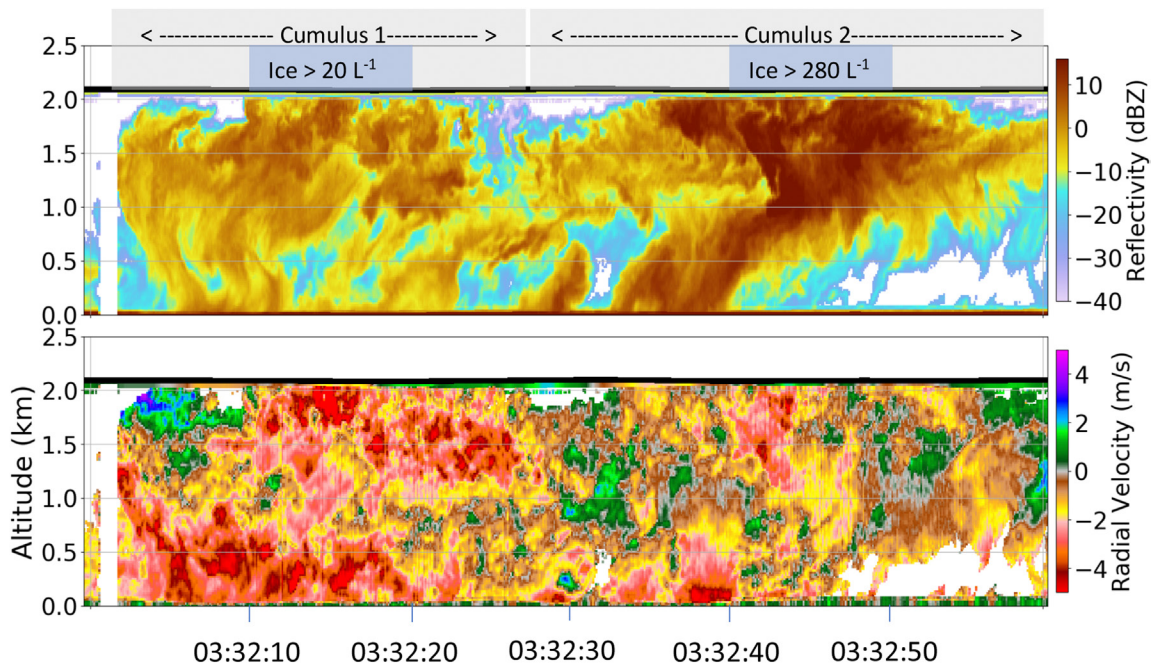 < --------------- Cumulus 1----------- >
< ---------------- Cumulus 2------------------- >
Ice > 20 L⁻¹
Ice > 280 L⁻¹
2.5
2.0
1.5
1.0
0.5
0.0
10
0
−10
−20
−30
−40
Reflectivity (dBZ)
2.5
2.0
1.5
1.0
0.5
0.0
Altitude (km)
4
2
0
−2
−4
Radial Velocity (m/s)
03:32:10 03:32:20 03:32:30 03:32:40 03:32:50